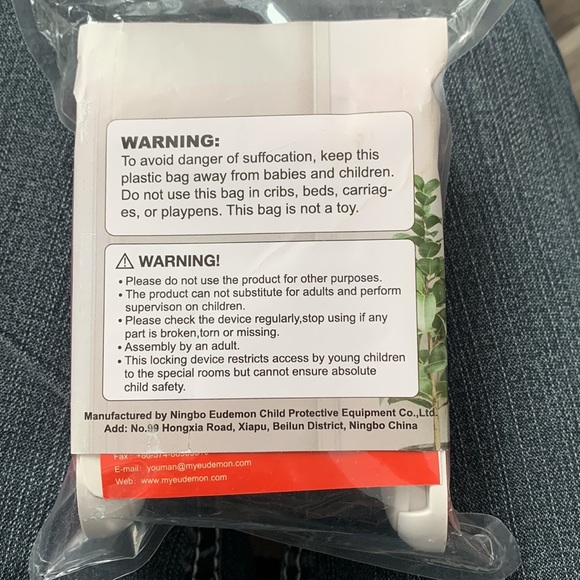 WARNING:
To avoid danger of suffocation, keep this
plastic bag away from babies and children.
Do not use this bag in cribs, beds, carriag-
es, or playpens. This bag is not a toy.
WARNING!
• Please do not use the product for other purposes.
• The product can not substitute for adults and perform
supervison on children.
• Please check the device regularly,stop using if any
part is broken,torn or missing.
• Assembly by an adult.
• This locking device restricts access by young children
to the special rooms but cannot ensure absolute
child safety.
Manufactured by Ningbo Eudemon Child Protective Equipment Co.,Ltd.
Add: No.99 Hongxia Road, Xiapu, Beilun District, Ningbo China
Fax:
E-mail: youman@myeudemon.com
Web: www.myeudemon.com